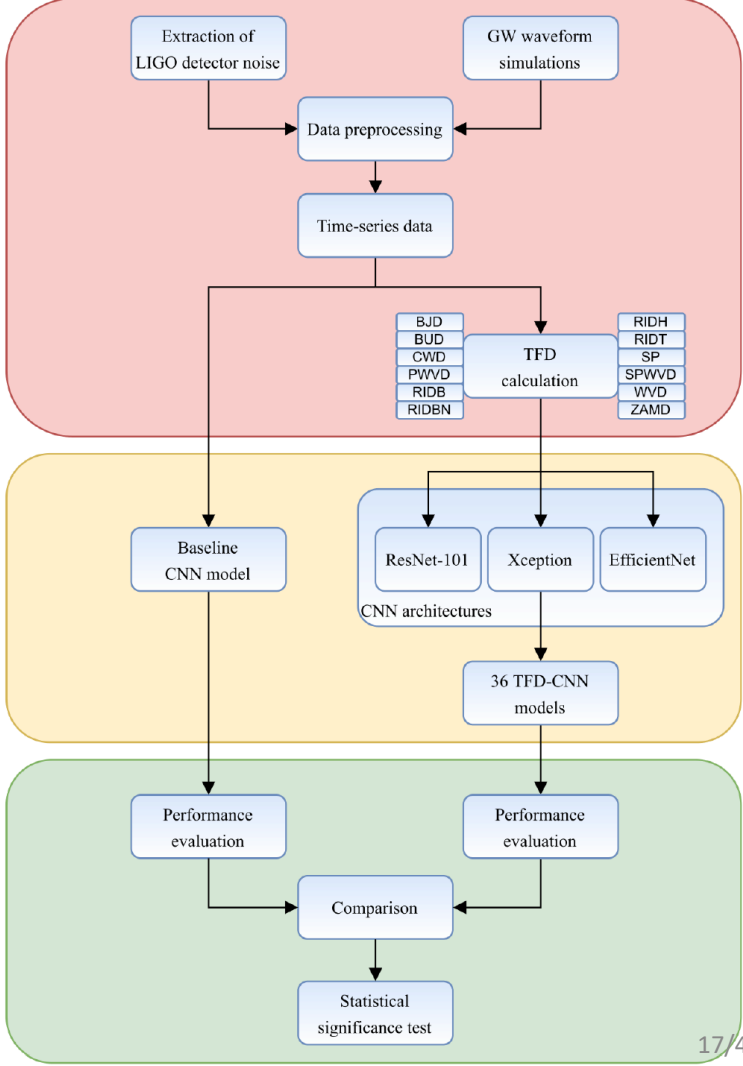 Extraction of
LIGO detector noise
GW waveform
simulations
Data preprocessing
Time-series data
BJD
BUD
CWD
PWVD
RIDB
RIDBN
TFD
calculation
RIDH
RIDT
SP
SPWVD
WVD
ZAMD
Baseline
CNN model
ResNet-101
Xception
EfficientNet
CNN architectures
36 TFD-CNN
models
Performance
evaluation
Performance
evaluation
Comparison
Statistical
significance test
17/4